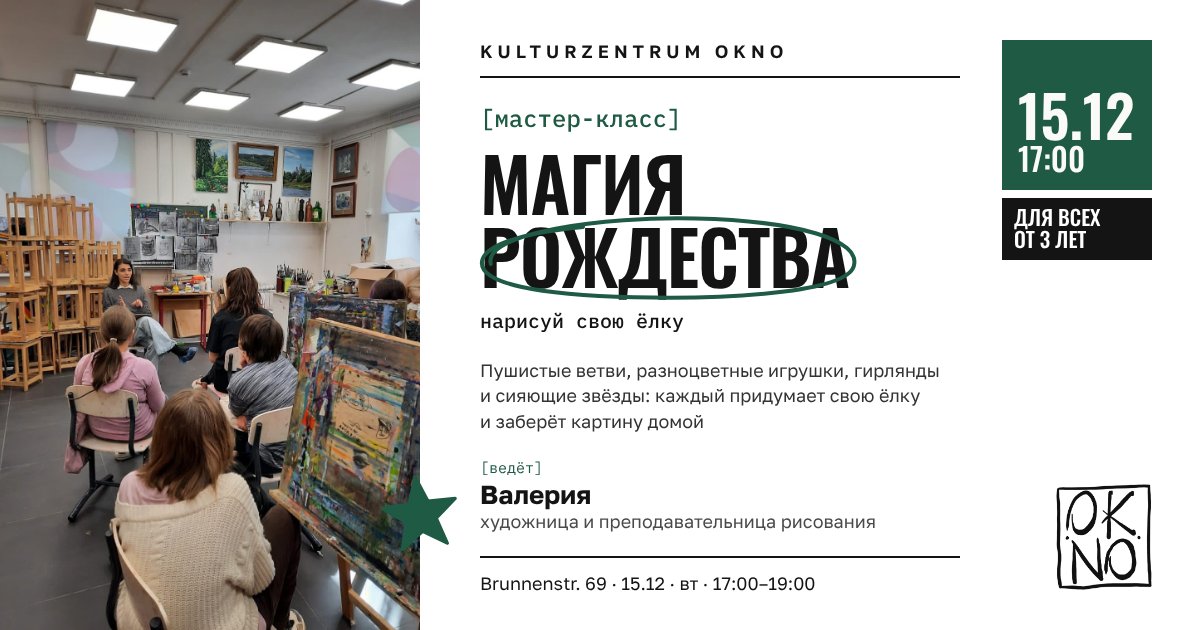 KULTURZENTRUM OKNO
[мастер-класс]
МАГИЯ
РОЖДЕСТВА
нарисуй свою ёлку
Пушистые ветви, разноцветные игрушки, гирлянды
и сияющие звёзды: каждый придумает свою ёлку
и заберёт картину домой
[ведёт]
Валерия
художница и преподавательница рисования
Brunnenstr. 69 · 15.12 · вт · 17:00–19:00
15.12
17:00
ДЛЯ ВСЕХ
ОТ 3 ЛЕТ
OK
NO